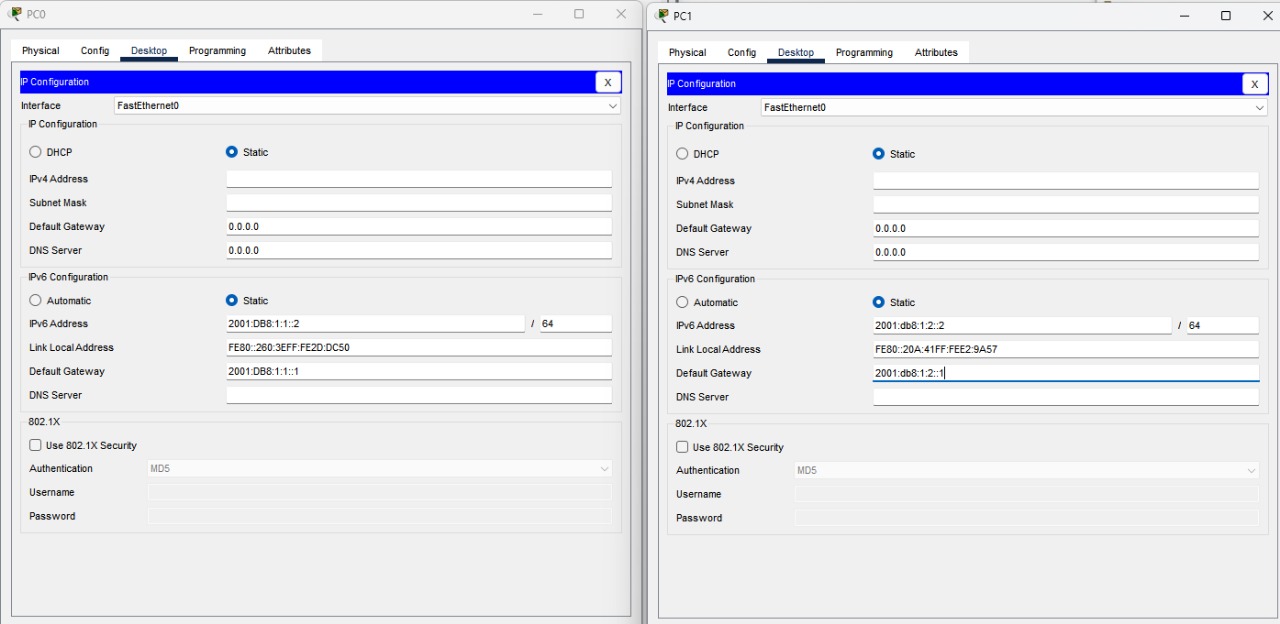 PC0
Physical Config Desktop Programming Attributes
IP Configuration X
Interface FastEthernet0
IP Configuration
DHCP Static
IPv4 Address
Subnet Mask
Default Gateway 0.0.0.0
DNS Server 0.0.0.0
IPv6 Configuration
Automatic Static
IPv6 Address 2001:DB8:1:1::2 / 64
Link Local Address FE80::260:3EFF:FE2D:DC50
Default Gateway 2001:DB8:1:1::1
DNS Server
802.1X
Use 802.1X Security
Authentication MD5
Username
Password
PC1
Physical Config Desktop Programming Attributes
IP Configuration X
Interface FastEthernet0
IP Configuration
DHCP Static
IPv4 Address
Subnet Mask
Default Gateway 0.0.0.0
DNS Server 0.0.0.0
IPv6 Configuration
Automatic Static
IPv6 Address 2001:db8:1:2::2 / 64
Link Local Address FE80::20A:41FF:FEE2:9A57
Default Gateway 2001:db8:1:2::1
DNS Server
802.1X
Use 802.1X Security
Authentication MD5
Username
Password